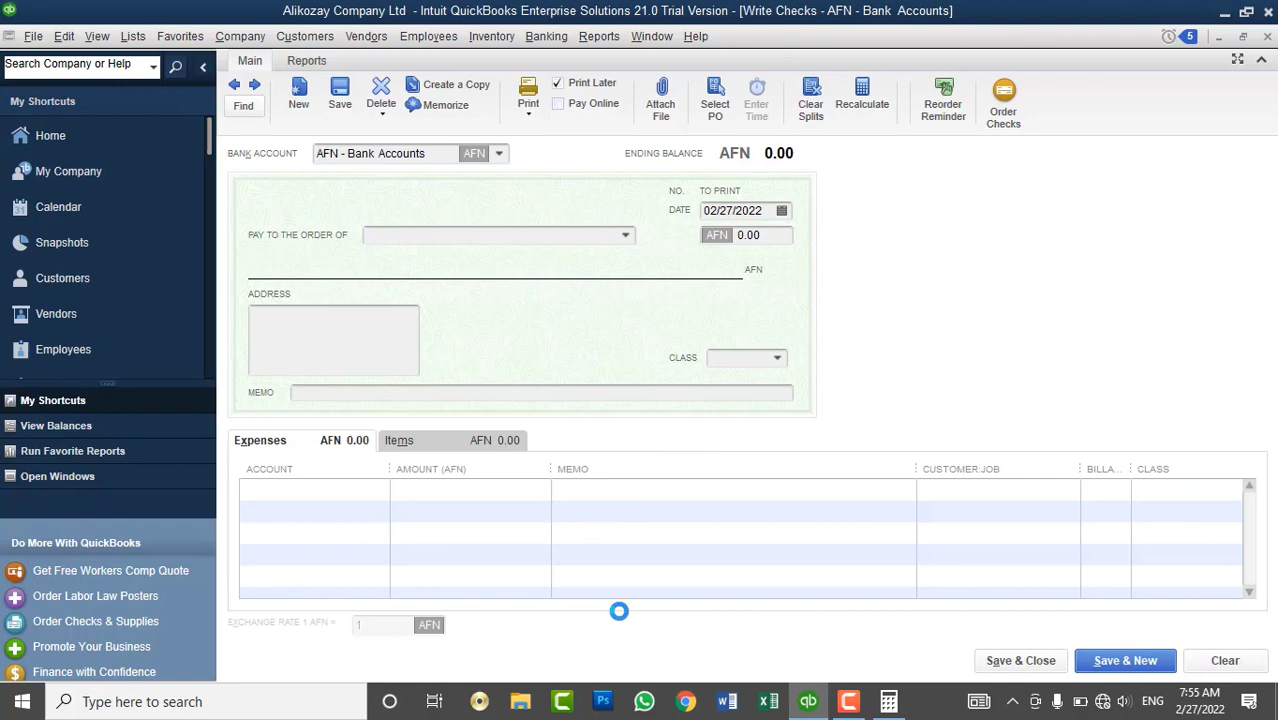 Alikozay Company Ltd - Intuit QuickBooks Enterprise Solutions 21.0 Trial Version - [Write Checks - AFN - Bank Accounts]
File Edit View Lists Favorites Company Customers Vendors Employees Inventory Banking Reports Window Help 5
Search Company or Help
Main Reports
My Shortcuts
New Save Delete Create a Copy Memorize Print Print Later Pay Online Attach File Select PO Enter Time Clear Splits Recalculate Reorder Reminder Order Checks
Find
Home
My Company
Calendar
Snapshots
Customers
Vendors
Employees
My Shortcuts
View Balances
Run Favorite Reports
Open Windows
Do More With QuickBooks
Get Free Workers Comp Quote
Order Labor Law Posters
Order Checks & Supplies
Promote Your Business
Finance with Confidence
BANK ACCOUNT AFN - Bank Accounts AFN ENDING BALANCE AFN 0.00
NO. TO PRINT
DATE 02/27/2022
PAY TO THE ORDER OF AFN 0.00
AFN
ADDRESS
CLASS
MEMO
Expenses AFN 0.00 Items AFN 0.00
ACCOUNT AMOUNT (AFN) MEMO CUSTOMER:JOB BILLA... CLASS
EXCHANGE RATE 1 AFN = 1 AFN
Save & Close Save & New Clear
Type here to search ENG 7:55 AM
2/27/2022